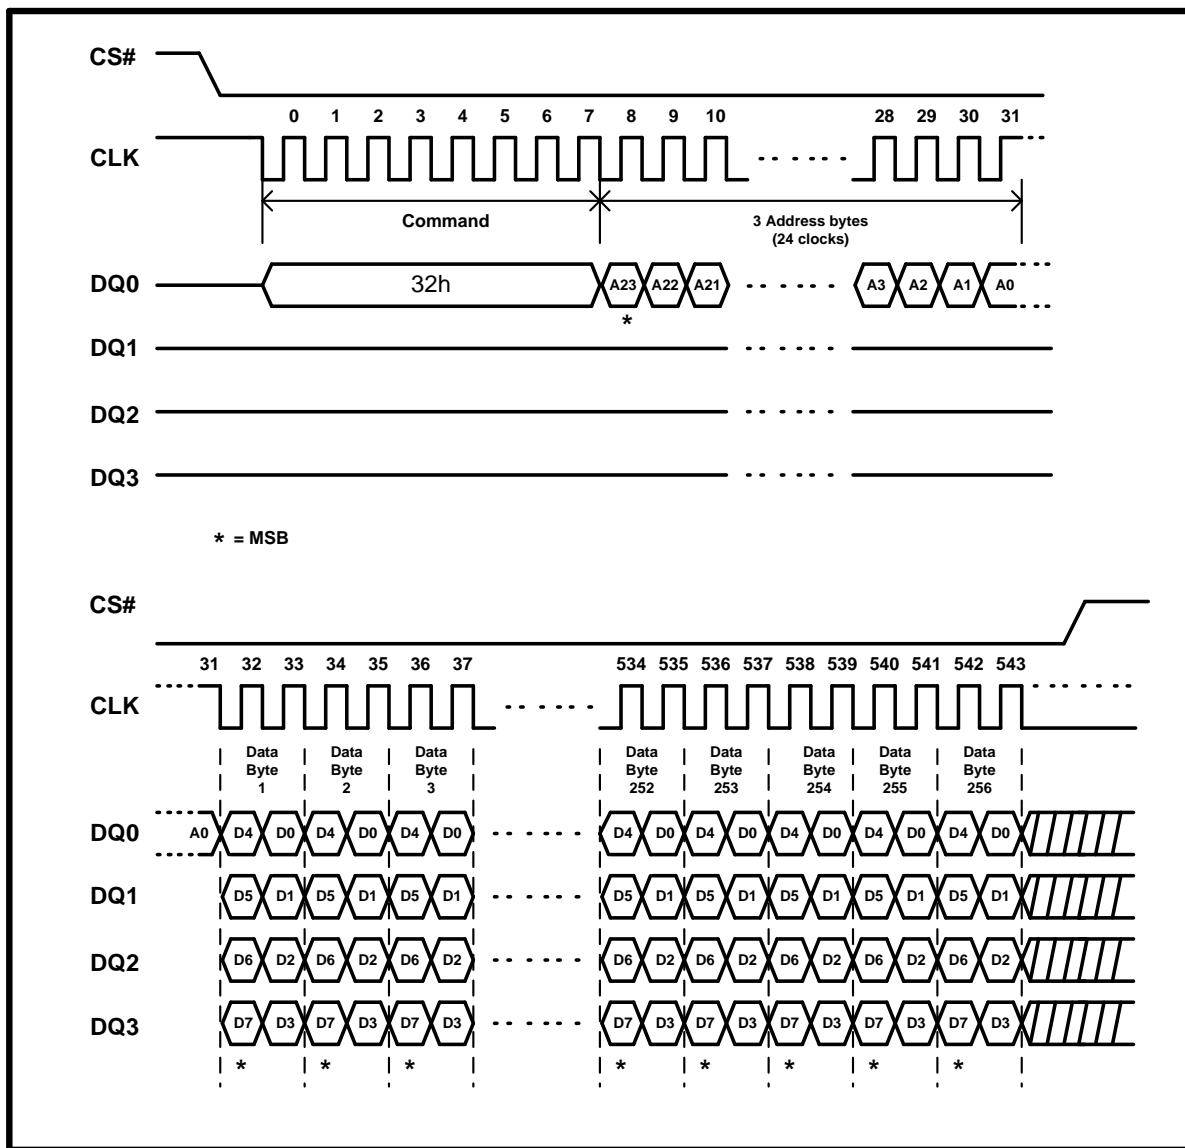 CS#
0 1 2 3 4 5 6 7 8 9 10 28 29 30 31
CLK
Command
3 Address bytes
(24 clocks)
DQ0 32h A23 A22 A21 A3 A2 A1 A0
*
DQ1
DQ2
DQ3
* = MSB
CS#
31 32 33 34 35 36 37 534 535 536 537 538 539 540 541 542 543
CLK
Data Data Data Data Data Data Data Data
Byte Byte Byte Byte Byte Byte Byte Byte
1 2 3 252 253 254 255 256
DQ0 A0 D4 D0 D4 D0 D4 D0 D4 D0 D4 D0 D4 D0 D4 D0 D4 D0
DQ1 D5 D1 D5 D1 D5 D1 D5 D1 D5 D1 D5 D1 D5 D1 D5 D1
DQ2 D6 D2 D6 D2 D6 D2 D6 D2 D6 D2 D6 D2 D6 D2 D6 D2
DQ3 D7 D3 D7 D3 D7 D3 D7 D3 D7 D3 D7 D3 D7 D3 D7 D3
* * * * * * * *